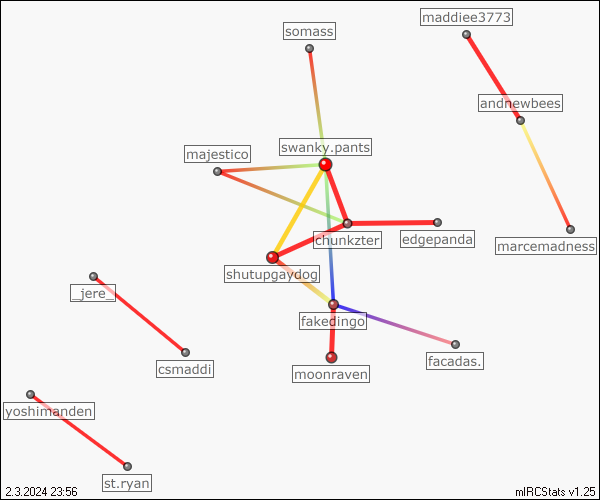 maddiee3773
somass
andnewbees
swanky.pants
majestico
chunkzter
edgepanda
marcemadness
shutupgaydog
_jere_
fakedingo
facadas.
csmaddi
moonraven
yoshimanden
st.ryan
2.3.2024 23:56
mIRCStats v1.25